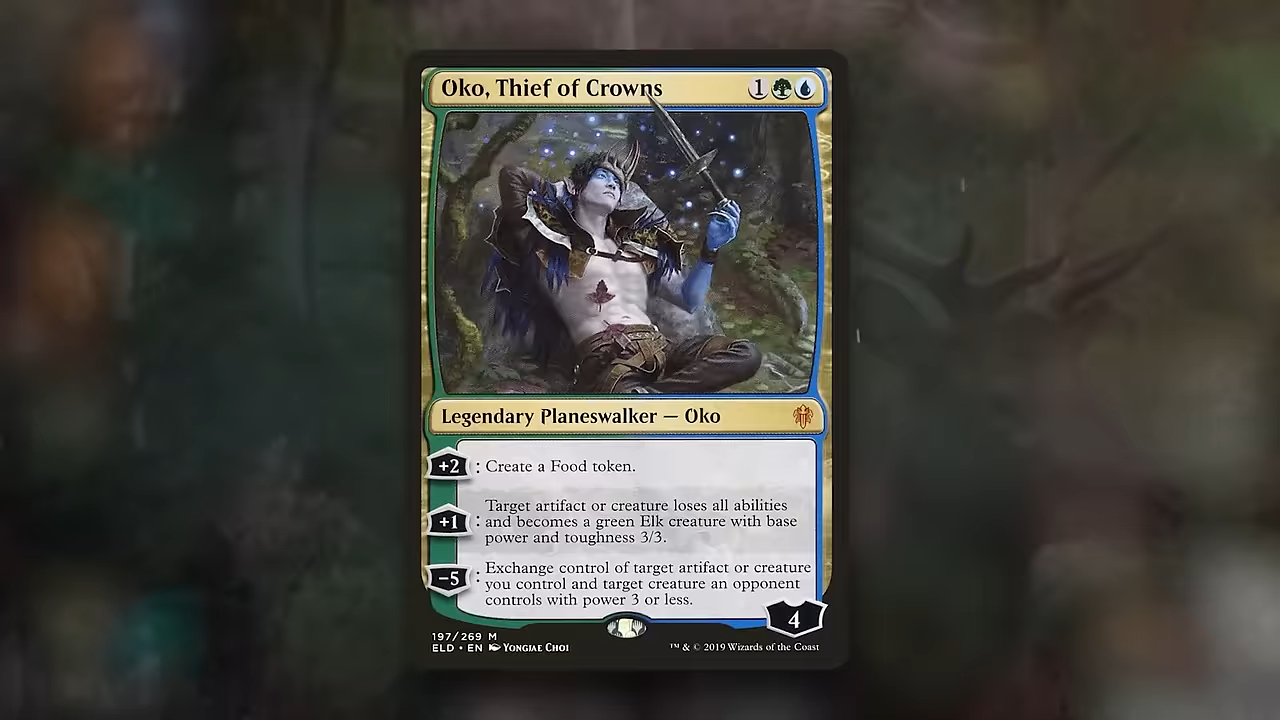 Oko, Thief of Crowns 1
Legendary Planeswalker — Oko
+2 : Create a Food token.
+1 : Target artifact or creature loses all abilities
and becomes a green Elk creature with base
power and toughness 3/3.
−5 : Exchange control of target artifact or creature
you control and target creature an opponent
controls with power 3 or less.
4
197/269 M
ELD • EN Yongjae Choi
™ & © 2019 Wizards of the Coast